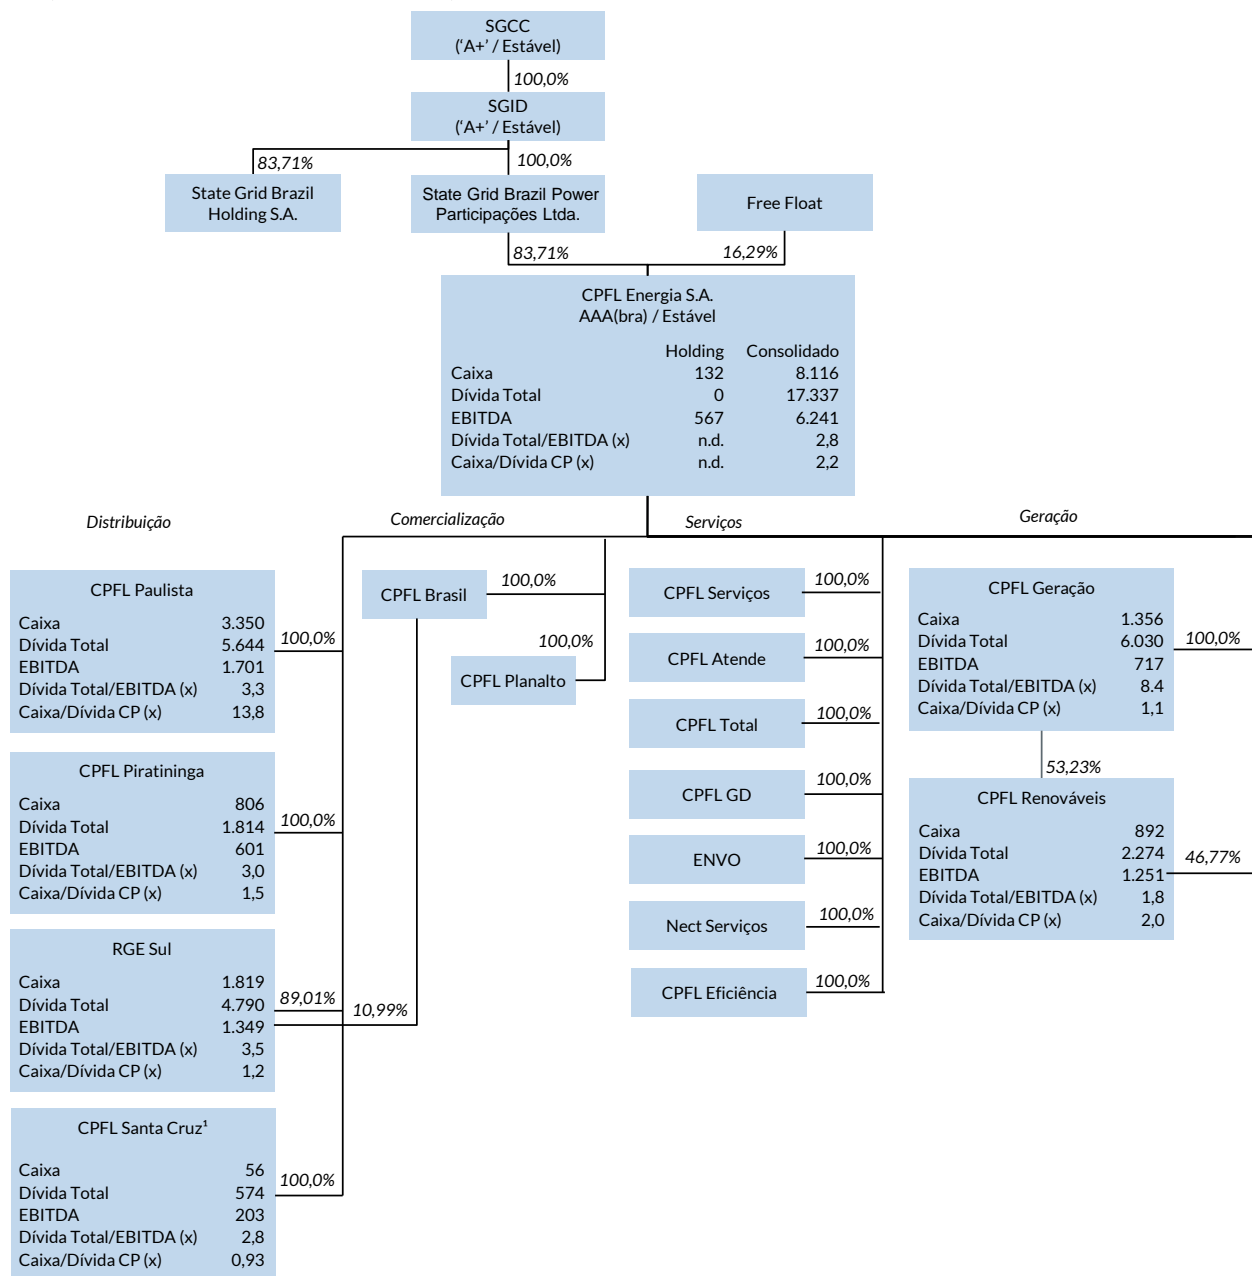 SGCC
(‘A+’ / Estável)
100,0%
SGID
(‘A+’ / Estável)
83,71%
100,0%
State Grid Brazil
Holding S.A.
State Grid Brazil Power
Participações Ltda.
Free Float
83,71%
16,29%
CPFL Energia S.A.
AAA(bra) / Estável
Holding Consolidado
Caixa 132 8.116
Dívida Total 0 17.337
EBITDA 567 6.241
Dívida Total/EBITDA (x) n.d. 2,8
Caixa/Dívida CP (x) n.d. 2,2
Distribuição
Comercialização
Serviços
Geração
CPFL Paulista
Caixa 3.350
Dívida Total 5.644
EBITDA 1.701
Dívida Total/EBITDA (x) 3,3
Caixa/Dívida CP (x) 13,8
100,0%
CPFL Piratininga
Caixa 806
Dívida Total 1.814
EBITDA 601
Dívida Total/EBITDA (x) 3,0
Caixa/Dívida CP (x) 1,5
100,0%
RGE Sul
Caixa 1.819
Dívida Total 4.790
EBITDA 1.349
Dívida Total/EBITDA (x) 3,5
Caixa/Dívida CP (x) 1,2
89,01%
10,99%
CPFL Santa Cruz¹
Caixa 56
Dívida Total 574
EBITDA 203
Dívida Total/EBITDA (x) 2,8
Caixa/Dívida CP (x) 0,93
100,0%
CPFL Brasil
100,0%
100,0%
CPFL Planalto
CPFL Serviços
100,0%
CPFL Atende
100,0%
CPFL Total
100,0%
CPFL GD
100,0%
ENVO
100,0%
Nect Serviços
100,0%
CPFL Eficiência
100,0%
CPFL Geração
Caixa 1.356
Dívida Total 6.030
EBITDA 717
Dívida Total/EBITDA (x) 8.4
Caixa/Dívida CP (x) 1,1
100,0%
53,23%
CPFL Renováveis
Caixa 892
Dívida Total 2.274
EBITDA 1.251
Dívida Total/EBITDA (x) 1,8
Caixa/Dívida CP (x) 2,0
46,77%